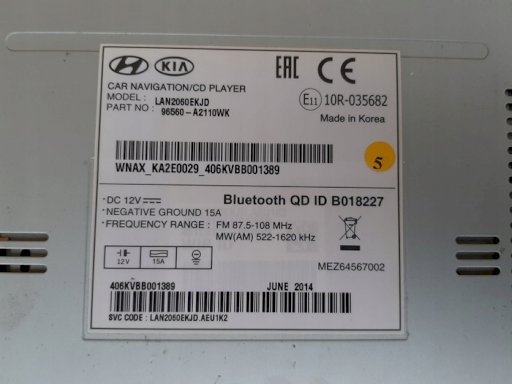 KIA
EAC CE
CAR NAVIGATION/CD PLAYER
MODEL : LAN2060EKJD
PART NO : 96560-A2110WK
E11 10R-035682
Made in Korea
WNAX_KA2E0029_406KVBB001389
5
DC 12V
NEGATIVE GROUND 15A
Bluetooth QD ID B018227
FREQUENCY RANGE : FM 87.5-108 MHz
MW(AM) 522-1620 kHz
12V 15A
MEZ64567002
406KVBB001389
JUNE 2014
SVC CODE : LAN2060EKJD.AEU1K2